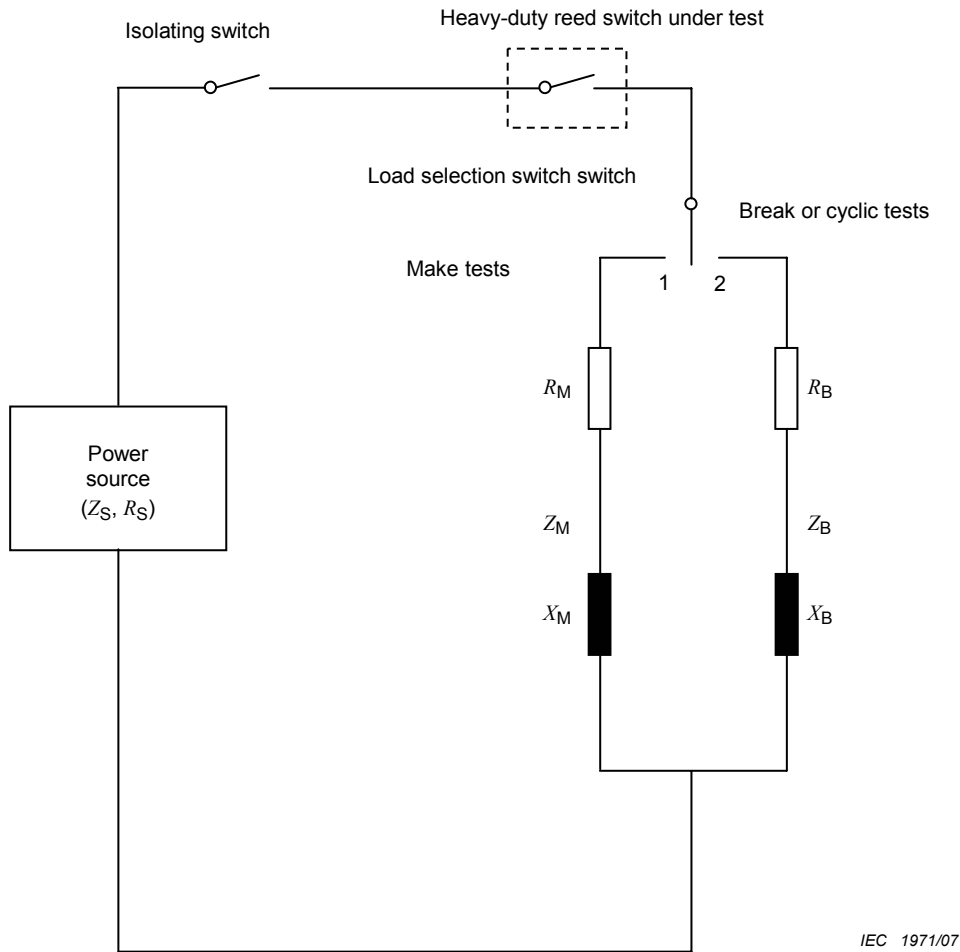 Heavy-duty reed switch under test
Isolating switch
Load selection switch switch
Break or cyclic tests
Make tests
1 2
RM RB
Power
source
(ZS, RS)
ZM ZB
XM XB
IEC 1971/07